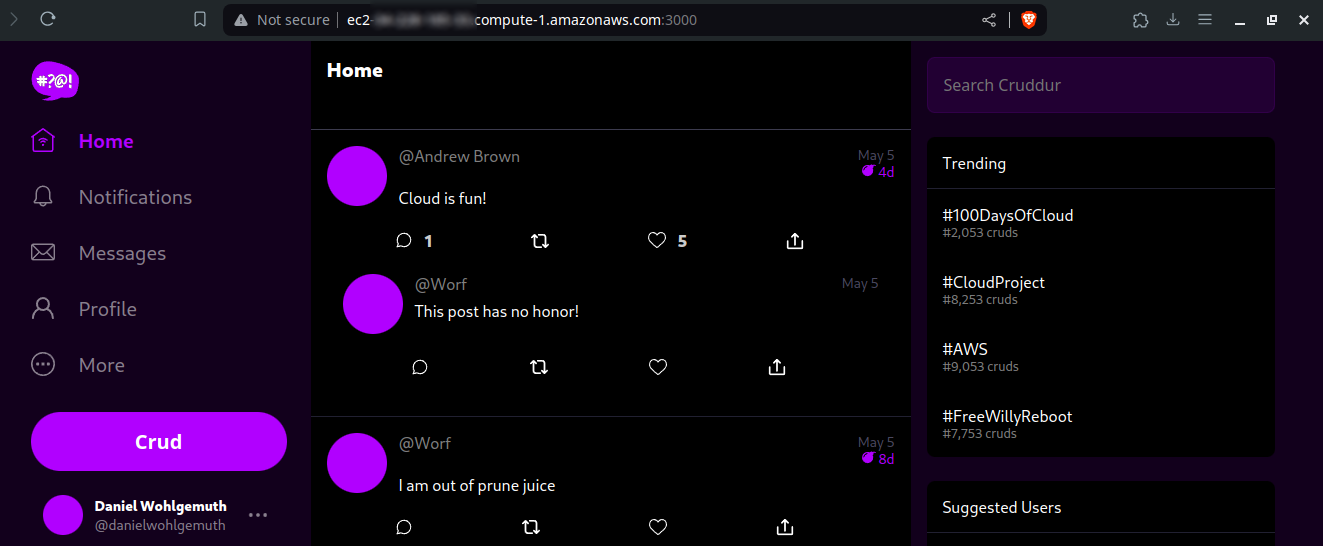 Not secure
ec2-
compute-1.amazonaws.com:3000
#?@!
Home
Notifications
Messages
Profile
More
Crud
Daniel Wohlgemuth
@danielwohlgemuth
Home
@Andrew Brown
May 5
4d
Cloud is fun!
1
5
@Worf
May 5
This post has no honor!
@Worf
May 5
8d
I am out of prune juice
Search Cruddur
Trending
#100DaysOfCloud
#2,053 cruds
#CloudProject
#8,253 cruds
#AWS
#9,053 cruds
#FreeWillyReboot
#7,753 cruds
Suggested Users